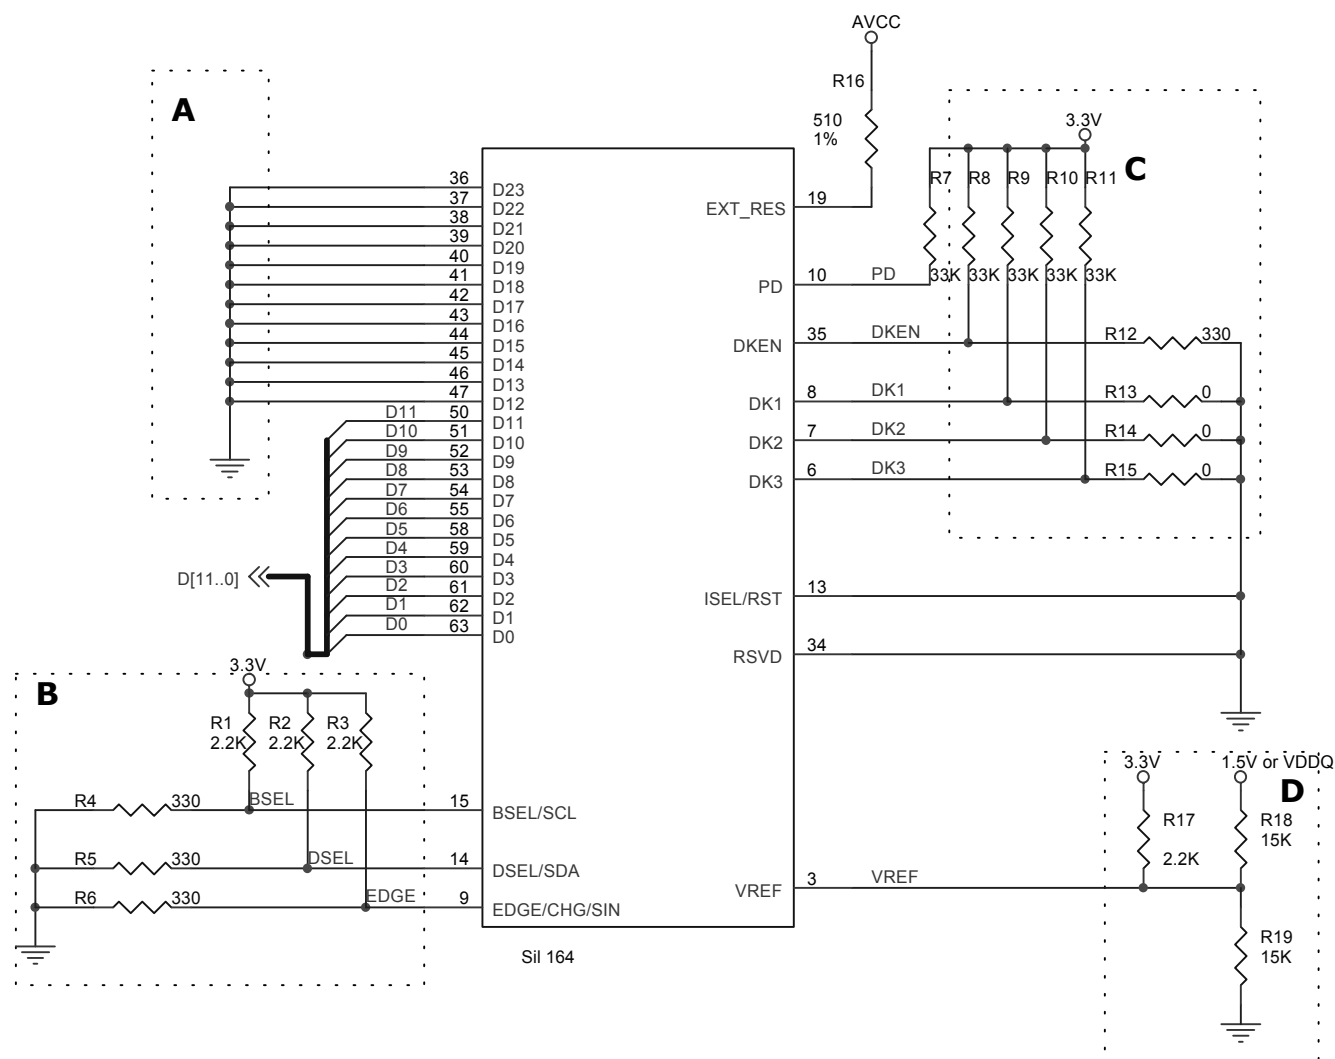 AVCC
R16
510
1%
A
3.3V
C
R7 R8 R9 R10 R11
33K 33K 33K 33K 33K
36 D23
37 D22
38 D21
39 D20
40 D19
41 D18
42 D17
43 D16
44 D15
45 D14
46 D13
47 D12
D11 50 D11
D10 51 D10
D9 52 D9
D8 53 D8
D7 54 D7
D6 55 D6
D5 58 D5
D4 59 D4
D3 60 D3
D2 61 D2
D1 62 D1
D0 63 D0
D[11..0]
EXT_RES 19
PD 10 PD
DKEN 35 DKEN R12 330
DK1 8 DK1 R13 0
DK2 7 DK2 R14 0
DK3 6 DK3 R15 0
ISEL/RST 13
RSVD 34
B
3.3V
R1 R2 R3
2.2K 2.2K 2.2K
R4 330 BSEL 15 BSEL/SCL
R5 330 DSEL 14 DSEL/SDA
R6 330 EDGE 9 EDGE/CHG/SIN
SiI 164
3.3V
1.5V or VDDQ
D
R17
2.2K
R18
15K
VREF 3 VREF
R19
15K